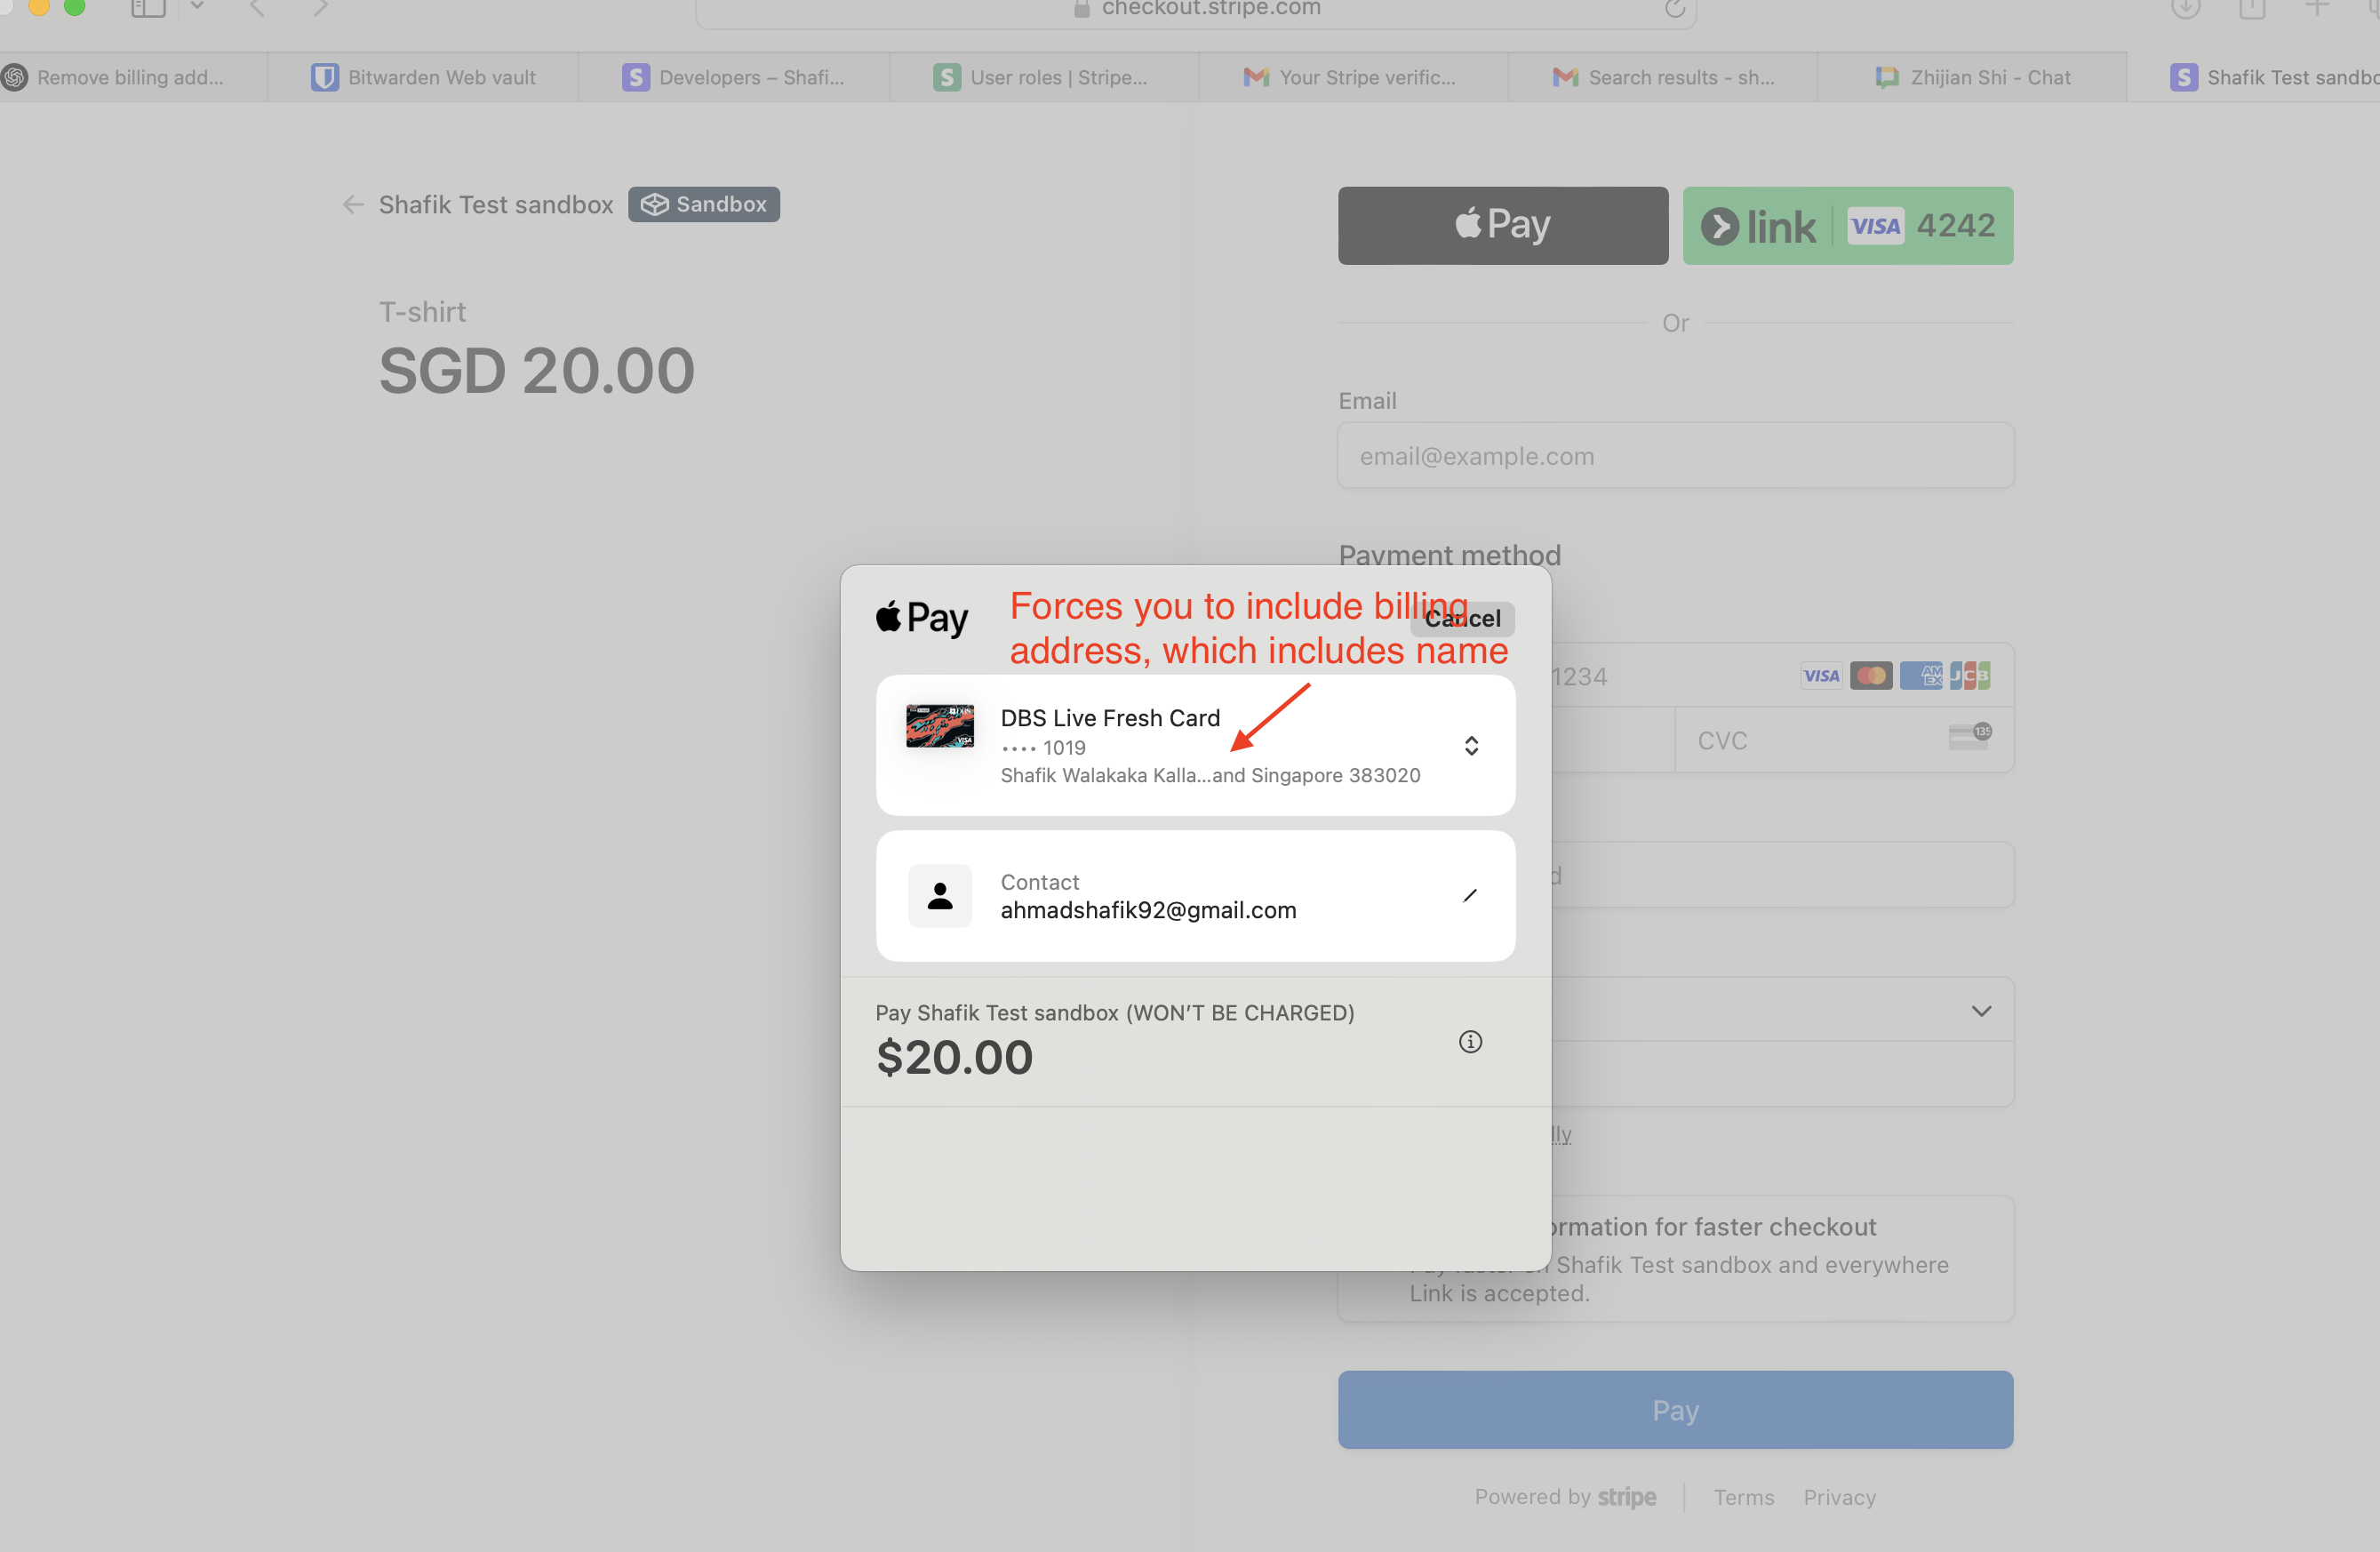 checkout.stripe.com
Remove billing add...
Bitwarden Web vault
Developers – Shafi...
User roles | Stripe...
Your Stripe verific...
Search results - sh...
Zhijian Shi - Chat
Shafik Test sandbo
Shafik Test sandbox
Sandbox
T-shirt
SGD 20.00
Pay
link VISA 4242
Or
Email
email@example.com
Payment method
1234
VISA
AMEX
JCB
CVC
135
d
lly
ormation for faster checkout
Shafik Test sandbox and everywhere
Link is accepted.
Pay
Powered by stripe
Terms
Privacy
Pay
Forces you to include billing
address, which includes name
Cancel
DBS Live Fresh Card
•••• 1019
Shafik Walakaka Kalla...and Singapore 383020
Contact
ahmadshafik92@gmail.com
Pay Shafik Test sandbox (WON'T BE CHARGED)
$20.00